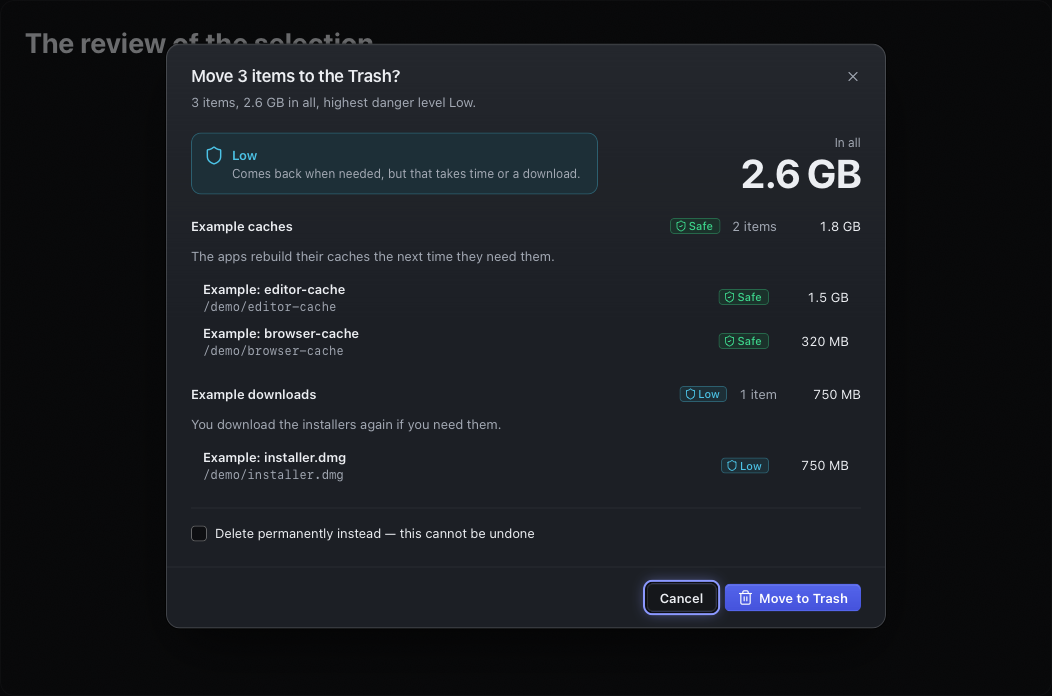 The review of the selection
Move 3 items to the Trash?
3 items, 2.6 GB in all, highest danger level Low.
Low
Comes back when needed, but that takes time or a download.
In all
2.6 GB
Example caches
Safe
2 items
1.8 GB
The apps rebuild their caches the next time they need them.
Example: editor-cache
/demo/editor-cache
Safe
1.5 GB
Example: browser-cache
/demo/browser-cache
Safe
320 MB
Example downloads
Low
1 item
750 MB
You download the installers again if you need them.
Example: installer.dmg
/demo/installer.dmg
Low
750 MB
Delete permanently instead — this cannot be undone
Cancel
Move to Trash